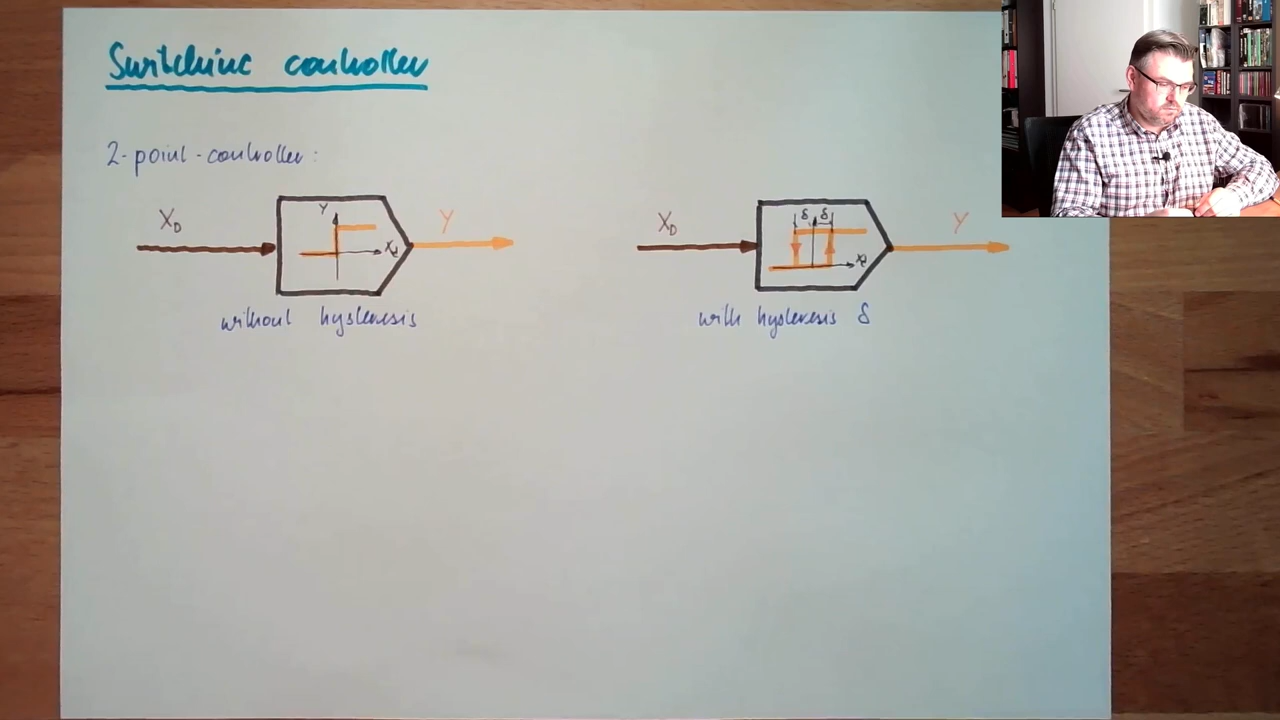 Switching controller
2-point-controller:
XD Y Xd Y
XD δ δ Xd Y
without hysteresis
with hysteresis δ